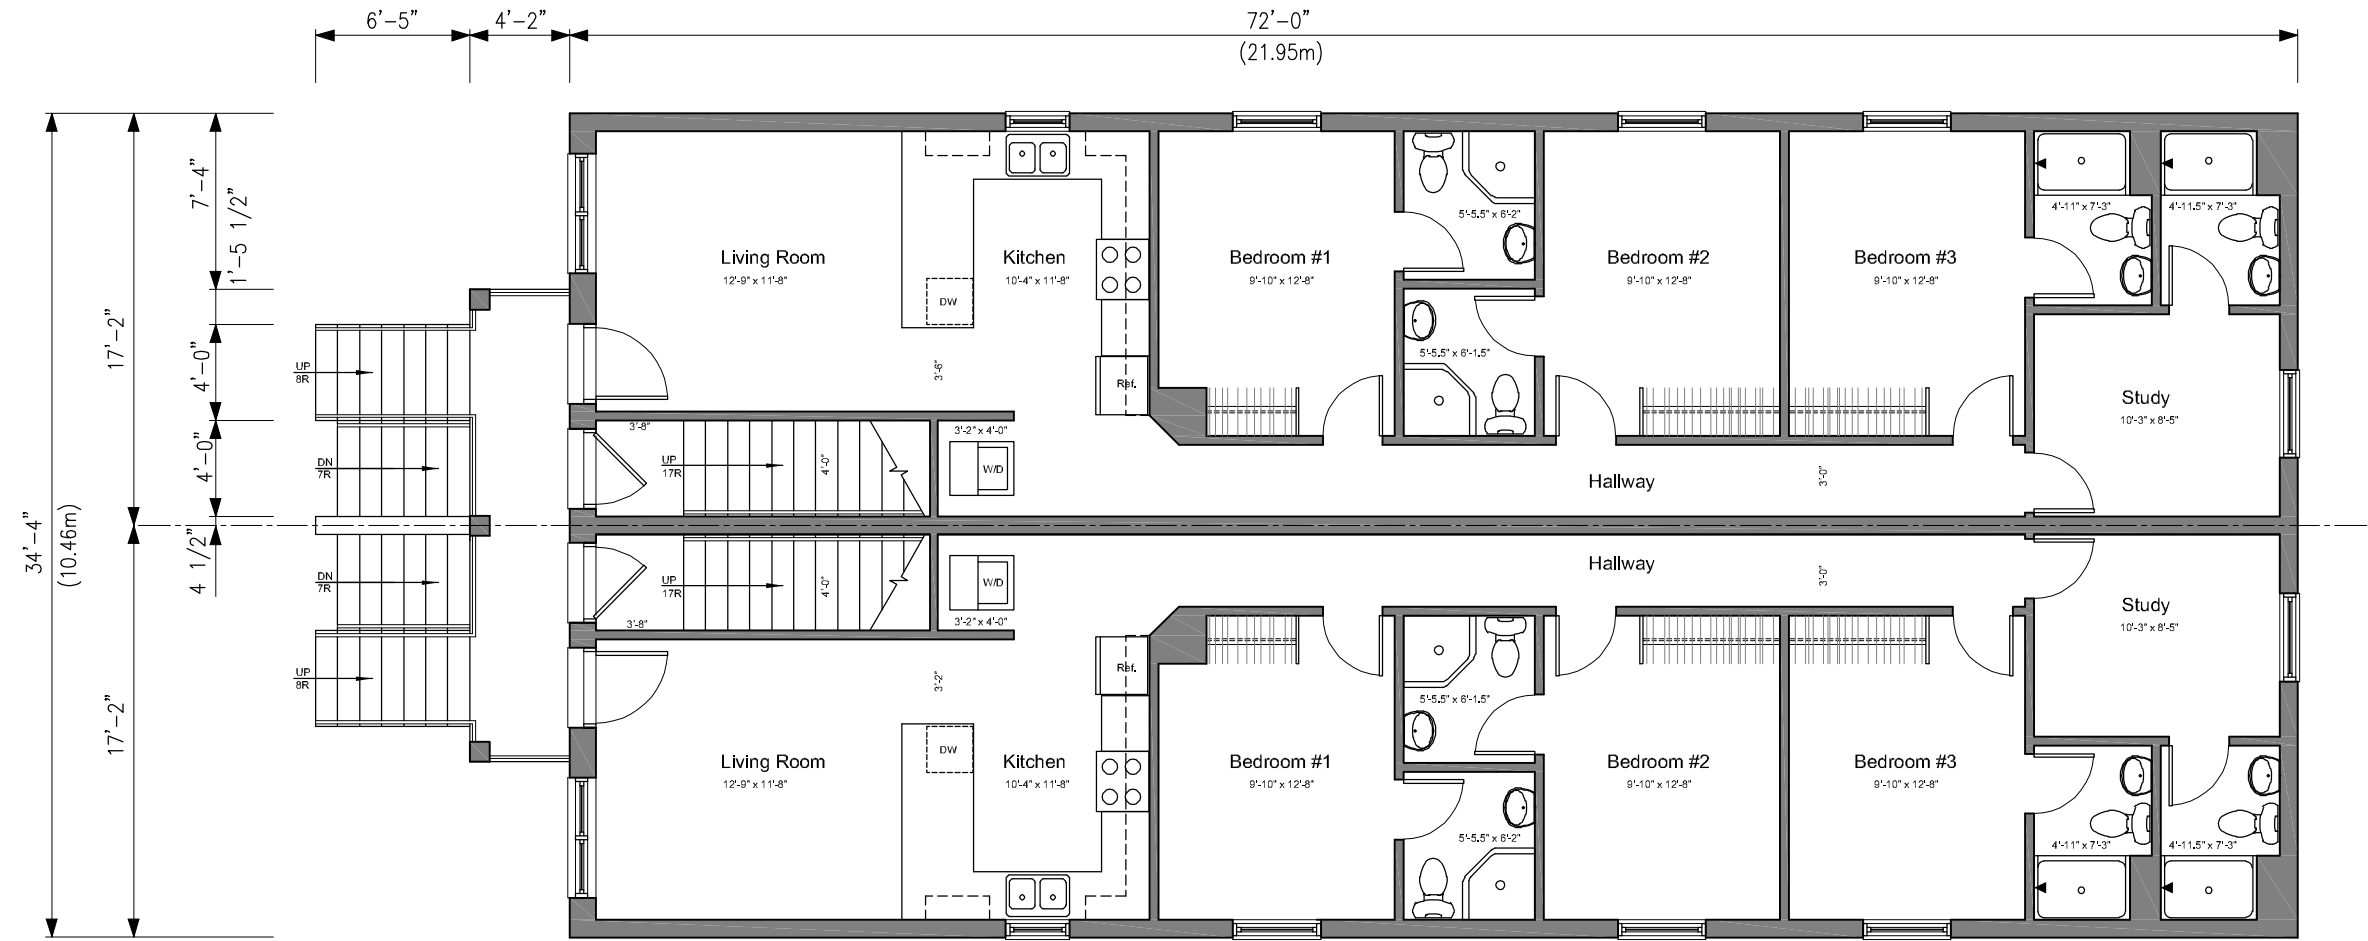 6'-5"
4'-2"
72'-0"
(21.95m)
34'-4"
(10.46m)
17'-2"
17'-2"
7'-4"
1'-5 1/2"
4'-0"
4'-0"
4 1/2"
UP
8R
DN
7R
DN
7R
UP
8R
Living Room
12'-9" x 11'-8"
Kitchen
10'-4" x 11'-8"
DW
3'-6"
Ref.
Bedroom #1
9'-10" x 12'-8"
5'-5.5" x 6'-2"
5'-5.5" x 6'-1.5"
Bedroom #2
9'-10" x 12'-8"
Bedroom #3
9'-10" x 12'-8"
4'-11" x 7'-3"
4'-11.5" x 7'-3"
Study
10'-3" x 8'-5"
3'-8"
UP
17R
4'-0"
3'-2" x 4'-0"
W/D
Hallway
3'-0"
UP
17R
4'-0"
3'-8"
W/D
3'-2" x 4'-0"
Hallway
3'-0"
Study
10'-3" x 8'-5"
Ref.
3'-2"
DW
Living Room
12'-9" x 11'-8"
Kitchen
10'-4" x 11'-8"
Bedroom #1
9'-10" x 12'-8"
5'-5.5" x 6'-1.5"
5'-5.5" x 6'-2"
Bedroom #2
9'-10" x 12'-8"
Bedroom #3
9'-10" x 12'-8"
4'-11" x 7'-3"
4'-11.5" x 7'-3"